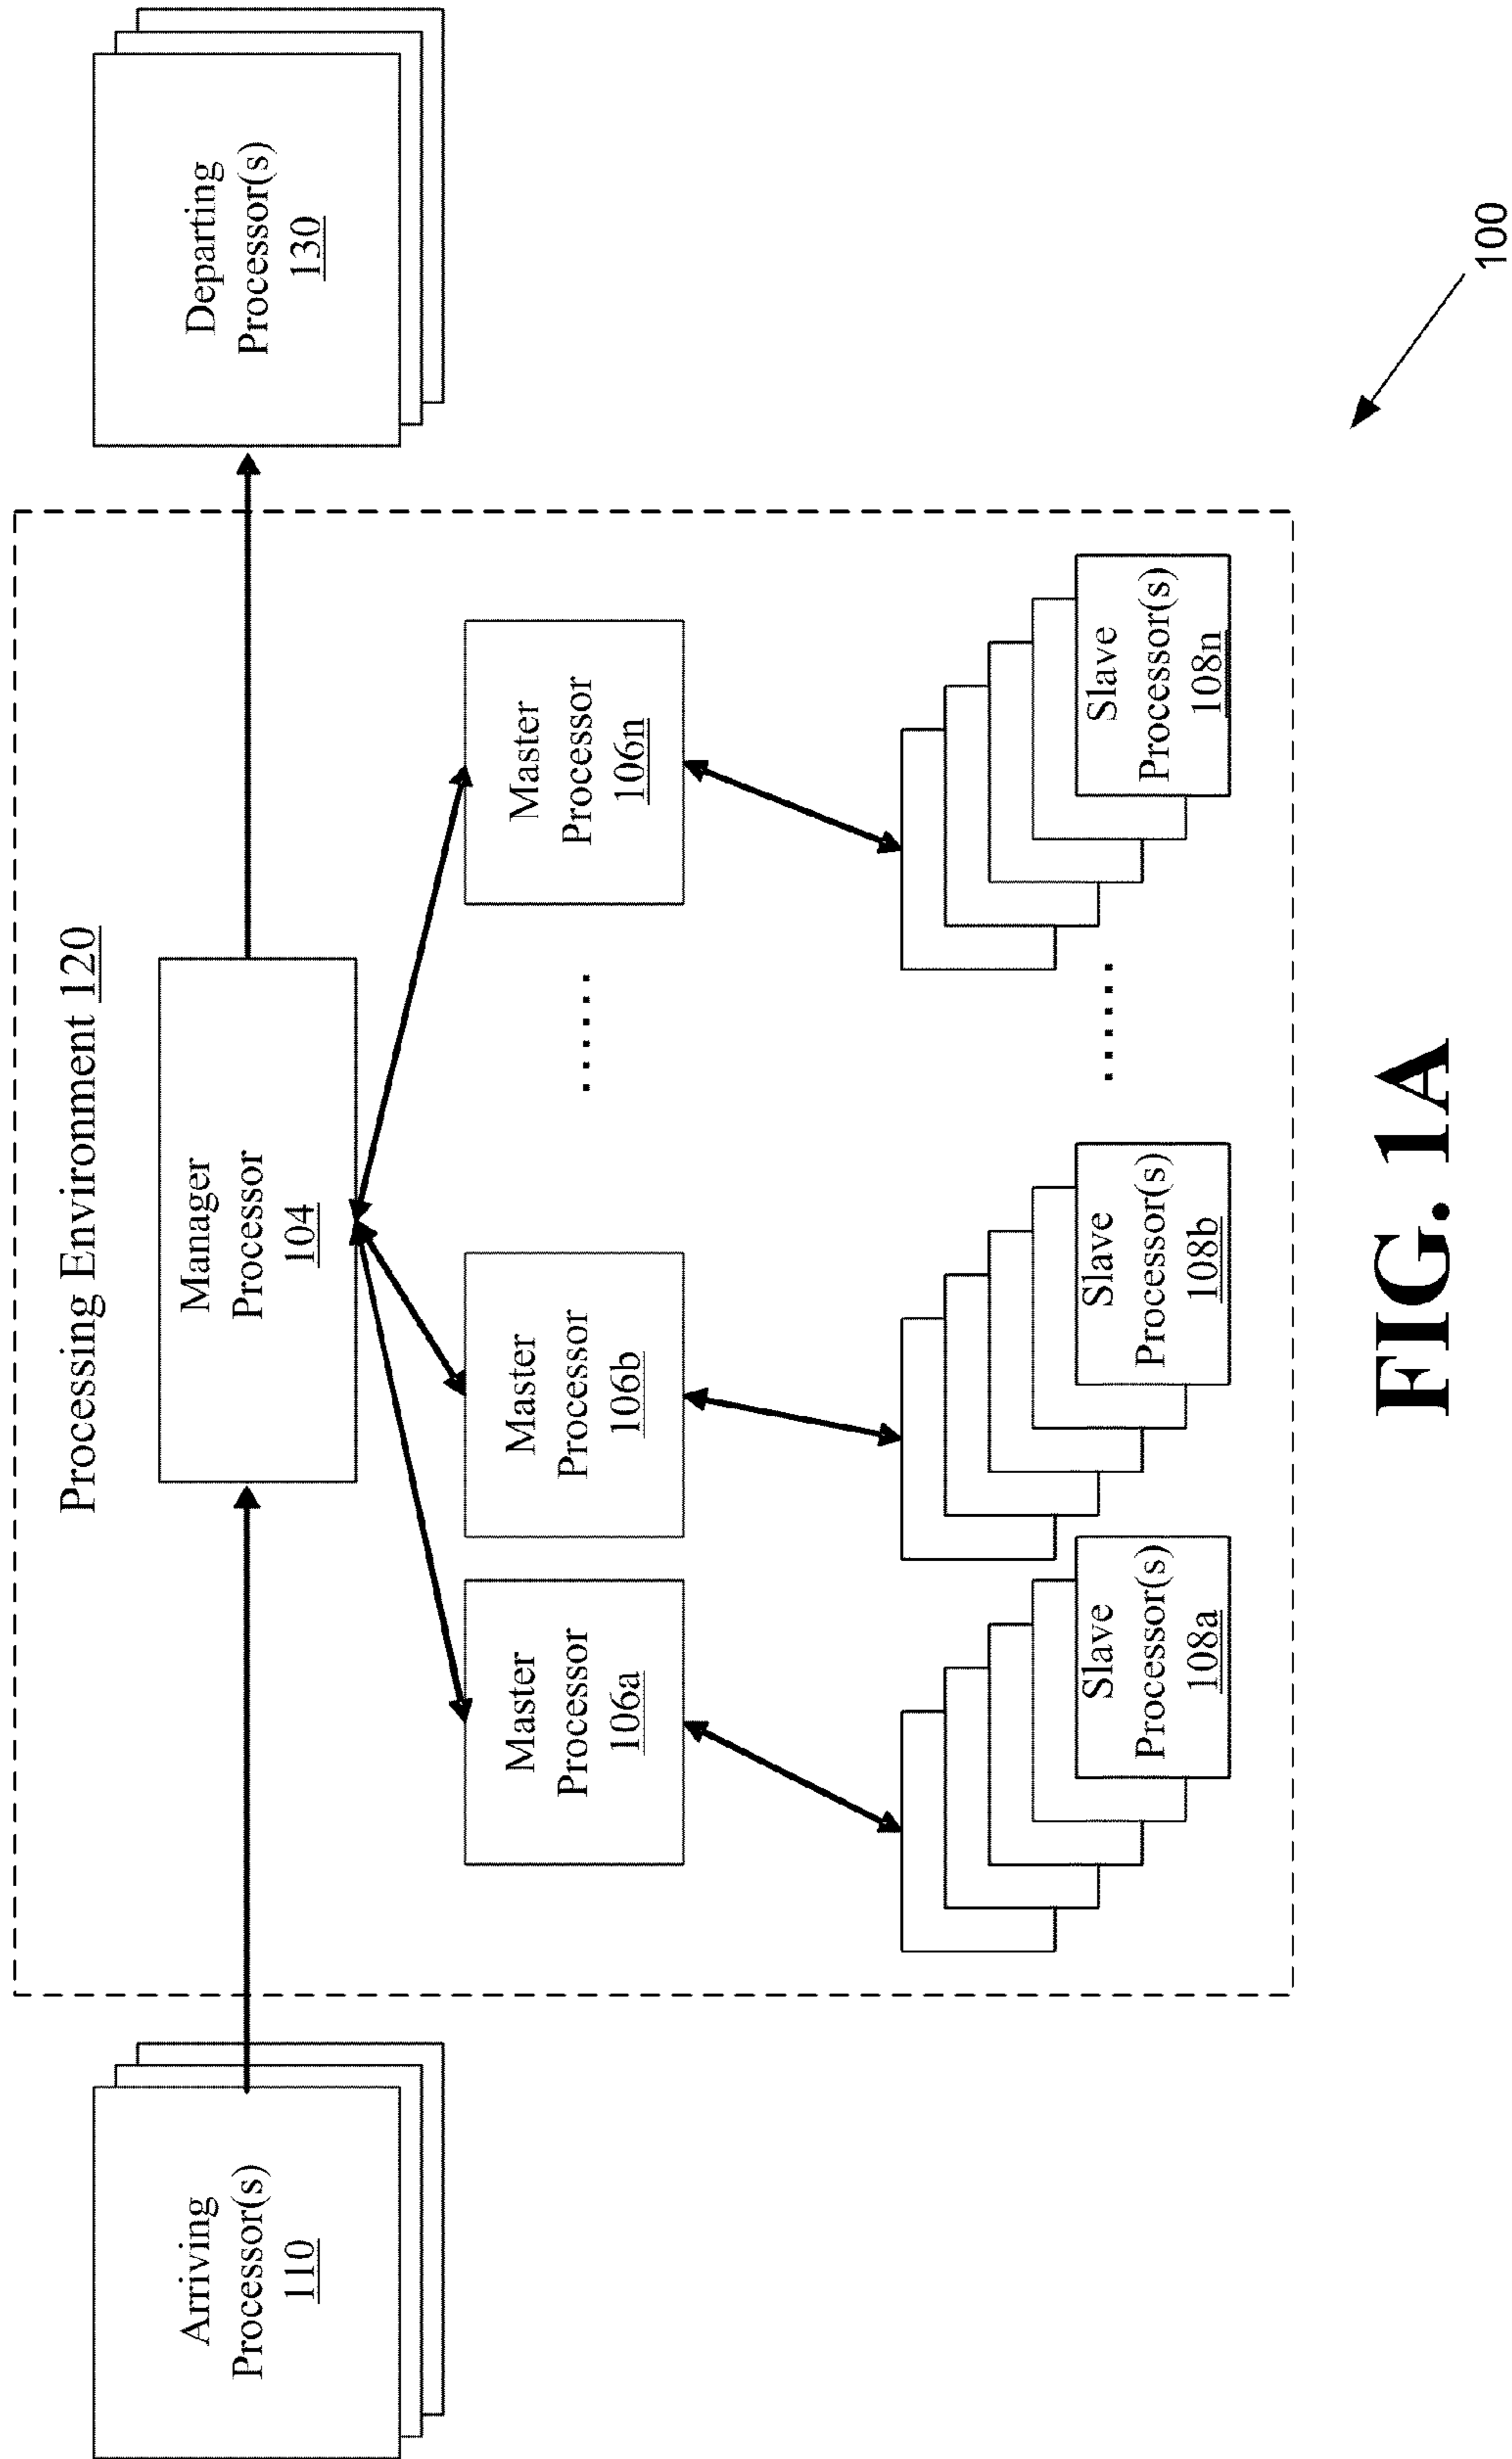 Processing Environment 120
Arriving
Processor(s)
110
Manager
Processor
104
Departing
Processor(s)
130
Master
Processor
106a
Master
Processor
106b
......
Master
Processor
106n
Slave
Processor(s)
108a
Slave
Processor(s)
108b
......
Slave
Processor(s)
108n
100
FIG. 1A